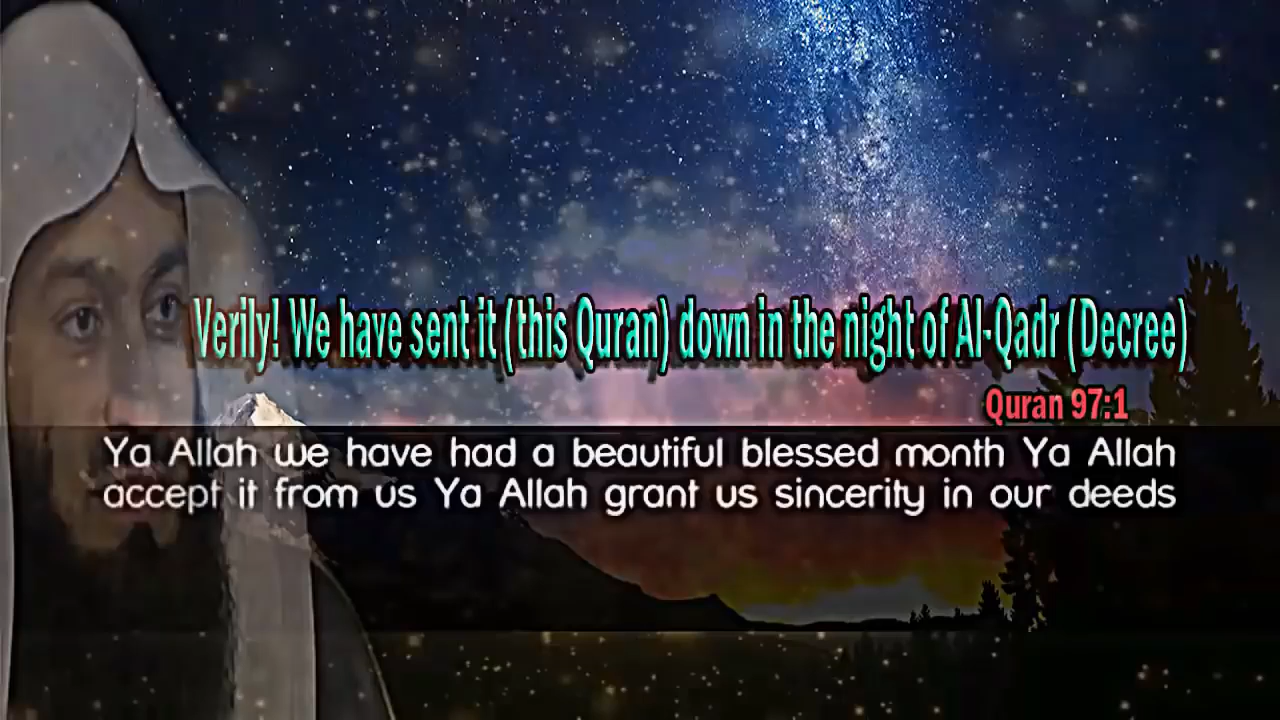 Verily! We have sent it (this Quran) down in the night of Al-Qadr (Decree)
Quran 97:1
Ya Allah we have had a beautiful blessed month Ya Allah
accept it from us Ya Allah grant us sincerity in our deeds